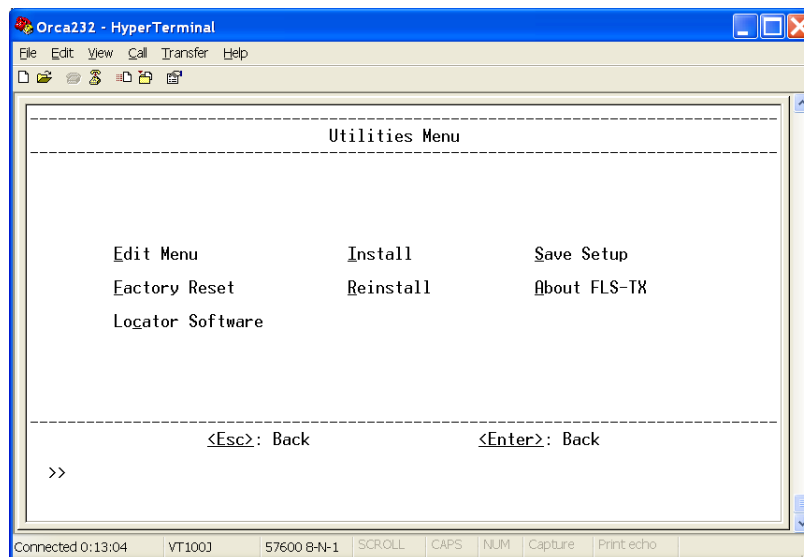 Orca232 - HyperTerminal
File Edit View Call Transfer Help
Utilities Menu
Edit Menu Install Save Setup
Factory Reset Reinstall About FLS-TX
Locator Software
<Esc>: Back <Enter>: Back
>>
Connected 0:13:04 VT100J 57600 8-N-1 SCROLL CAPS NUM Capture Print echo